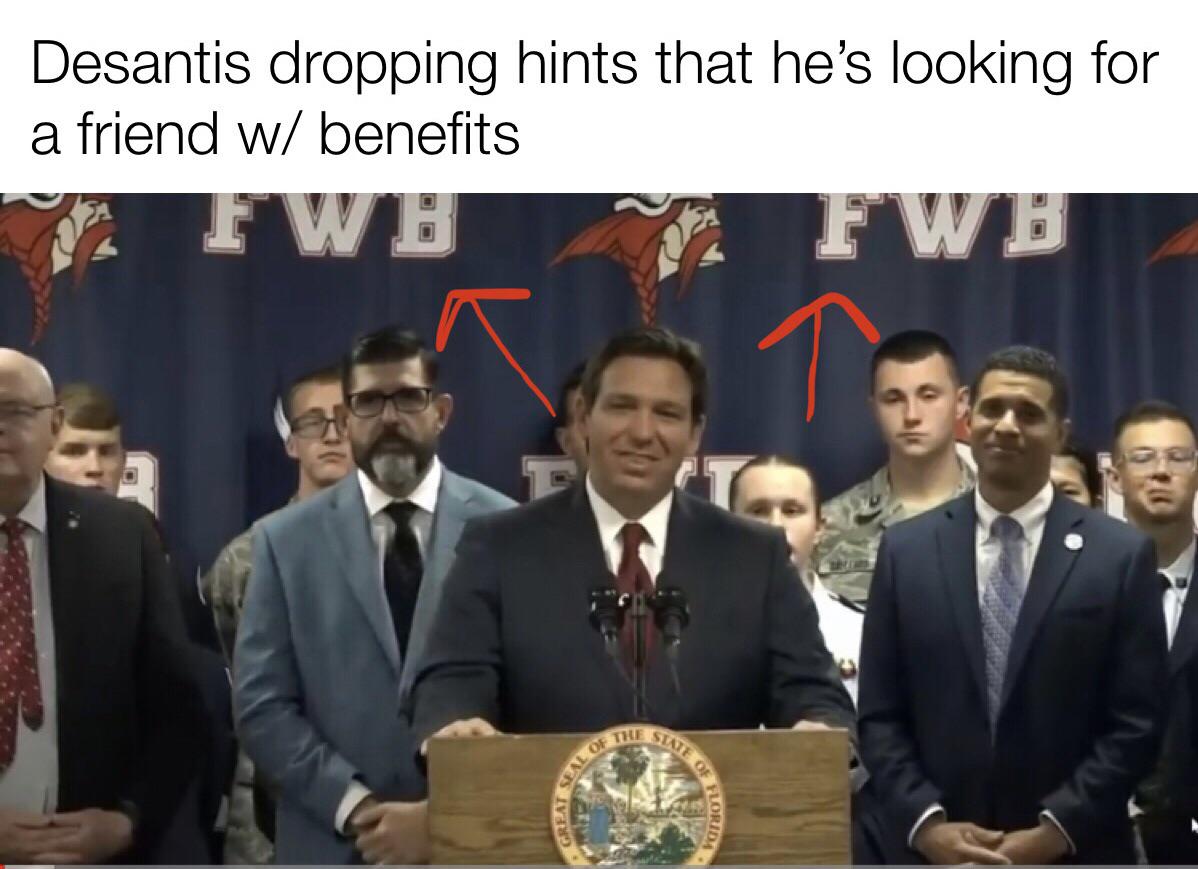 Desantis dropping hints that he’s looking for
a friend w/ benefits
FWB FWB
GREAT SEAL OF THE STATE OF FLORIDA